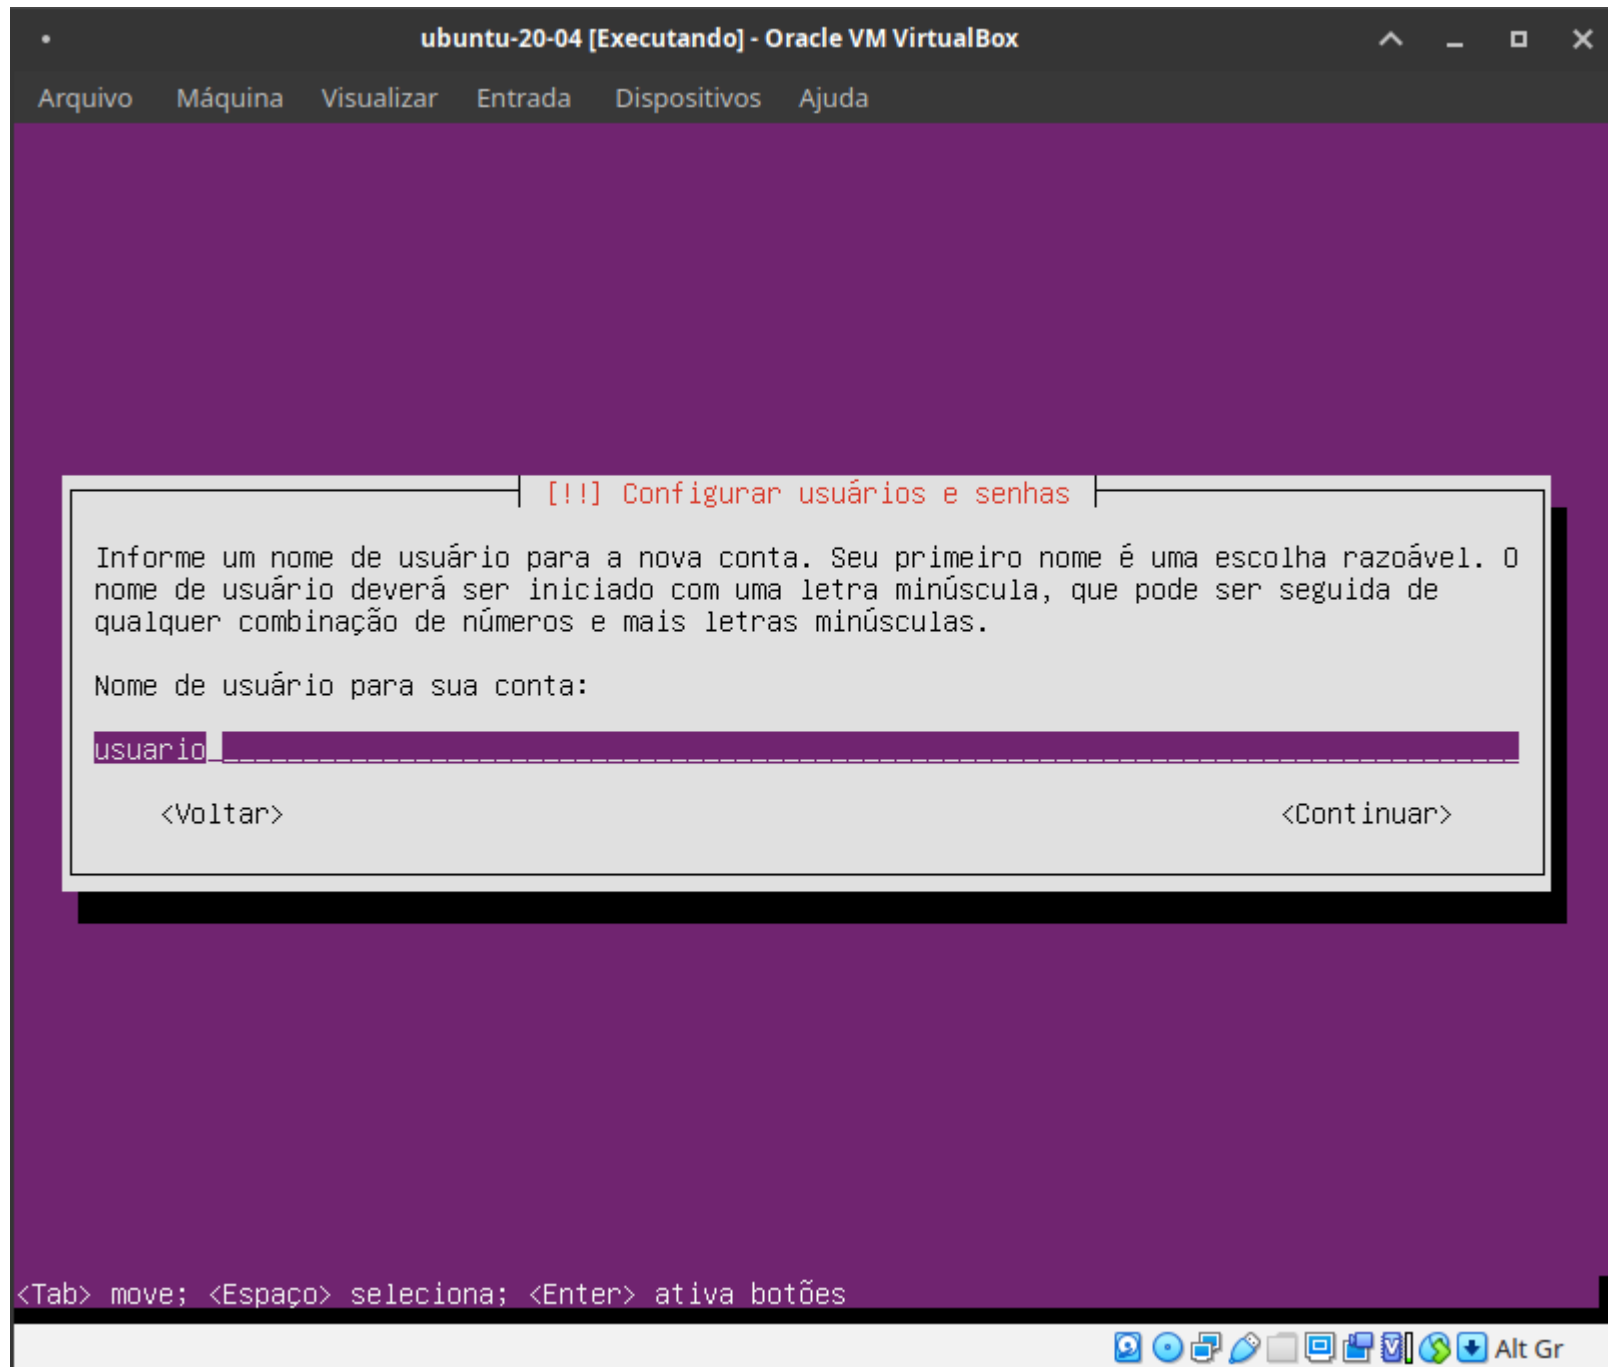 ubuntu-20-04 [Executando] - Oracle VM VirtualBox
Arquivo Máquina Visualizar Entrada Dispositivos Ajuda
[!!] Configurar usuários e senhas
Informe um nome de usuário para a nova conta. Seu primeiro nome é uma escolha razoável. O
nome de usuário deverá ser iniciado com uma letra minúscula, que pode ser seguida de
qualquer combinação de números e mais letras minúsculas.
Nome de usuário para sua conta:
usuario
<Voltar> <Continuar>
<Tab> move; <Espaço> seleciona; <Enter> ativa botões
Alt Gr